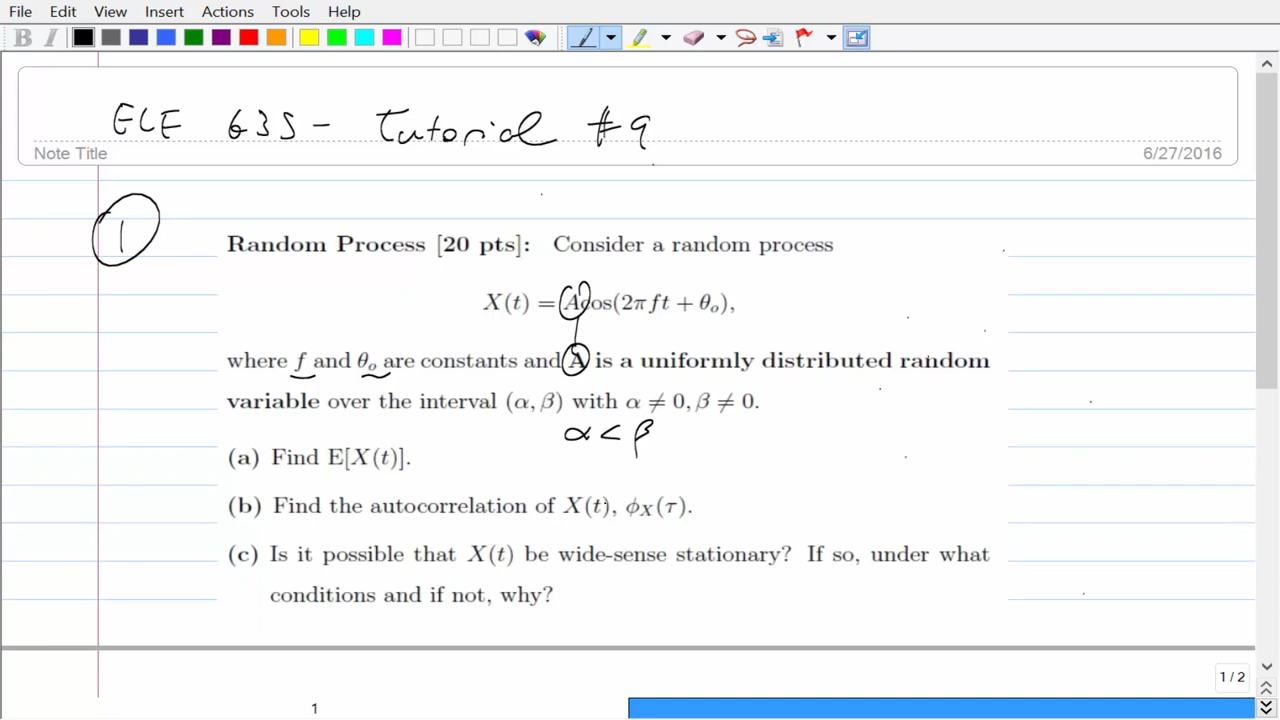 File Edit View Insert Actions Tools Help
B I
ELE 635 - Tutorial #9
Note Title
6/27/2016
1
Random Process [20 pts]: Consider a random process
X(t) = A cos(2πft + θₒ),
where f and θₒ are constants and A is a uniformly distributed random
variable over the interval (α, β) with α ≠ 0, β ≠ 0.
α < β
(a) Find E[X(t)].
(b) Find the autocorrelation of X(t), ϕ_X(τ).
(c) Is it possible that X(t) be wide-sense stationary? If so, under what
conditions and if not, why?
1 / 2
1